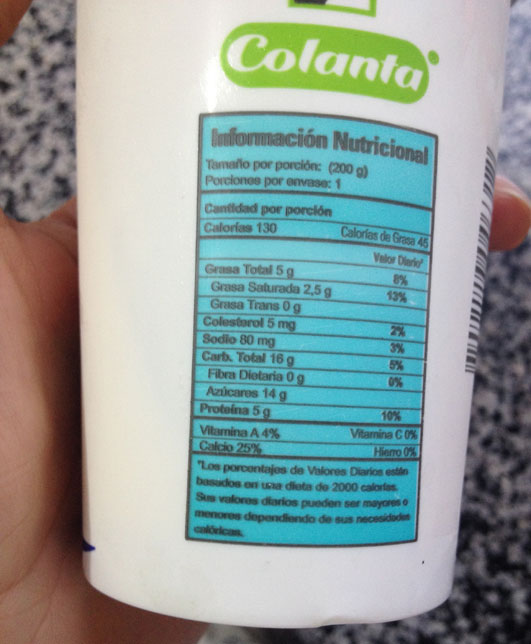 Colanta
Información Nutricional
Tamaño por porción: (200 g)
Porciones por envase: 1
Cantidad por porción
Calorías 130 Calorías de Grasa 45
Valor Diario*
Grasa Total 5 g 8%
Grasa Saturada 2,5 g 13%
Grasa Trans 0 g
Colesterol 5 mg 2%
Sodio 80 mg 3%
Carb. Total 16 g 5%
Fibra Dietaria 0 g 0%
Azúcares 14 g
Proteína 5 g 10%
Vitamina A 4% Vitamina C 0%
Calcio 25% Hierro 0%
*Los porcentajes de Valores Diarios están
basados en una dieta de 2000 calorías.
Sus valores diarios pueden ser mayores o
menores dependiendo de sus necesidades
calóricas.